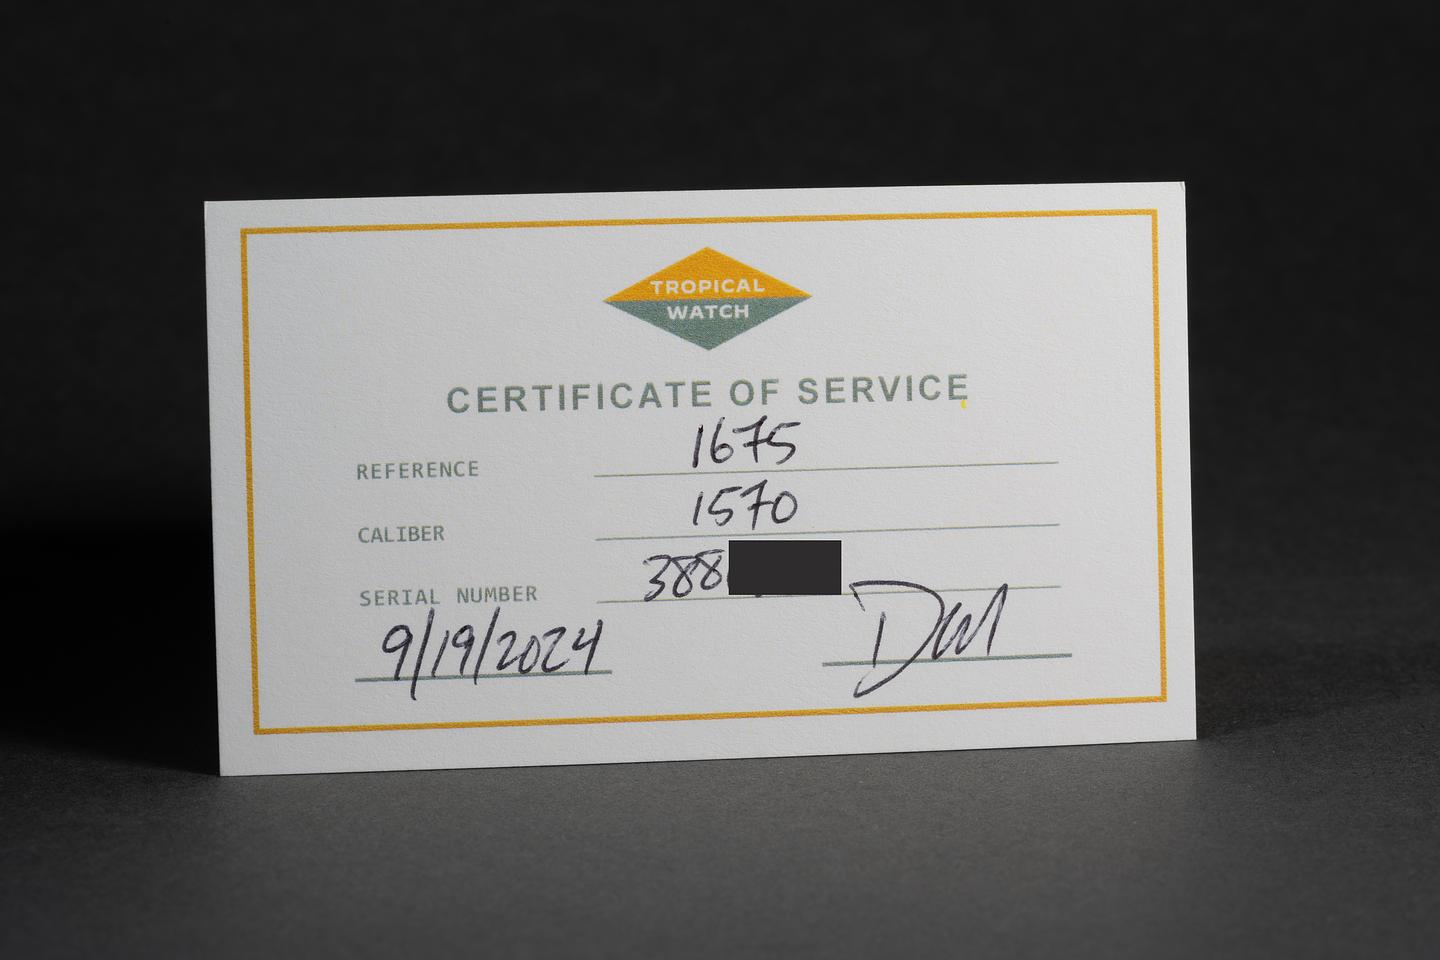 TROPICAL
WATCH
CERTIFICATE OF SERVICE
REFERENCE 1675
CALIBER 1570
SERIAL NUMBER 388
9/19/2024